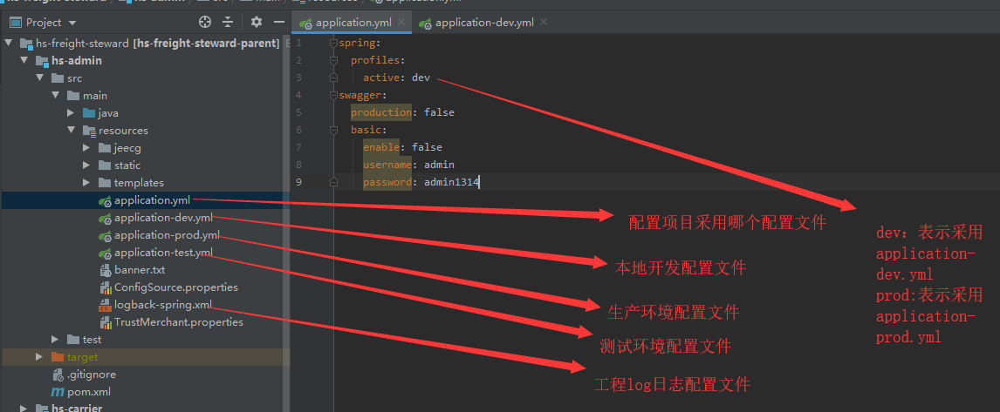 Project
application.yml
application-dev.yml
hs-freight-steward [hs-freight-steward-parent]
hs-admin
src
main
java
resources
jeecg
static
templates
application.yml
application-dev.yml
application-prod.yml
application-test.yml
banner.txt
ConfigSource.properties
logback-spring.xml
TrustMerchant.properties
test
target
.gitignore
pom.xml
hs-carrier
1 spring:
2 profiles:
3 active: dev
4 swagger:
5 production: false
6 basic:
7 enable: false
8 username: admin
9 password: admin1314
配置项目采用哪个配置文件
本地开发配置文件
生产环境配置文件
测试环境配置文件
工程log日志配置文件
dev: 表示采用
application-
dev.yml
prod:表示采用
application-
prod.yml